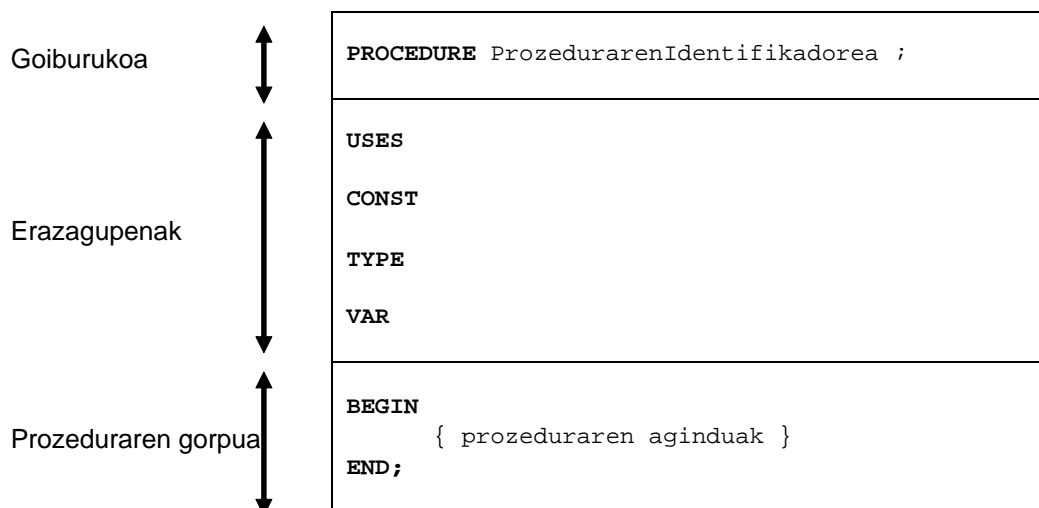 Goiburukoa
PROCEDURE ProzedurarenIdentifikadorea ;
Erazagupenak
USES
CONST
TYPE
VAR
Prozeduraren gorpua
BEGIN
{ prozeduraren aginduak }
END;